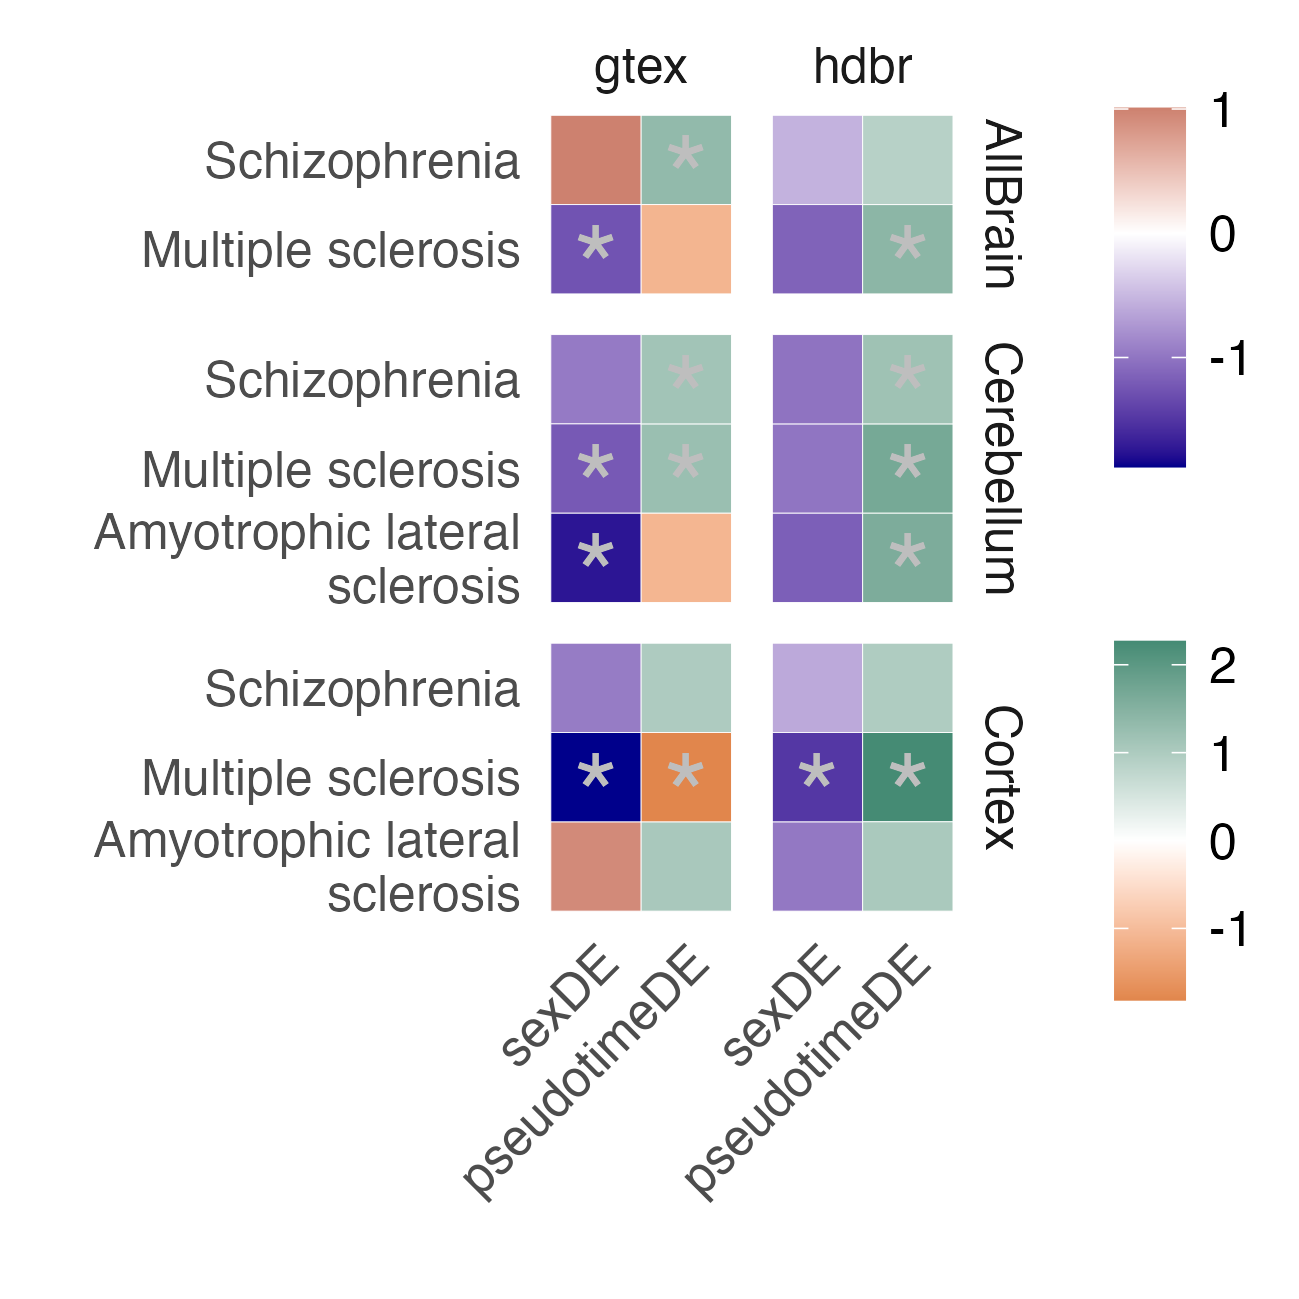 gtex
hdbr
Schizophrenia
*
Multiple sclerosis
*
*
AllBrain
Schizophrenia
*
*
Multiple sclerosis
*
*
*
Amyotrophic lateral
sclerosis
*
*
Cerebellum
Schizophrenia
Multiple sclerosis
*
*
*
*
Amyotrophic lateral
sclerosis
Cortex
sexDE
pseudotimeDE
sexDE
pseudotimeDE
1
0
-1
2
1
0
-1